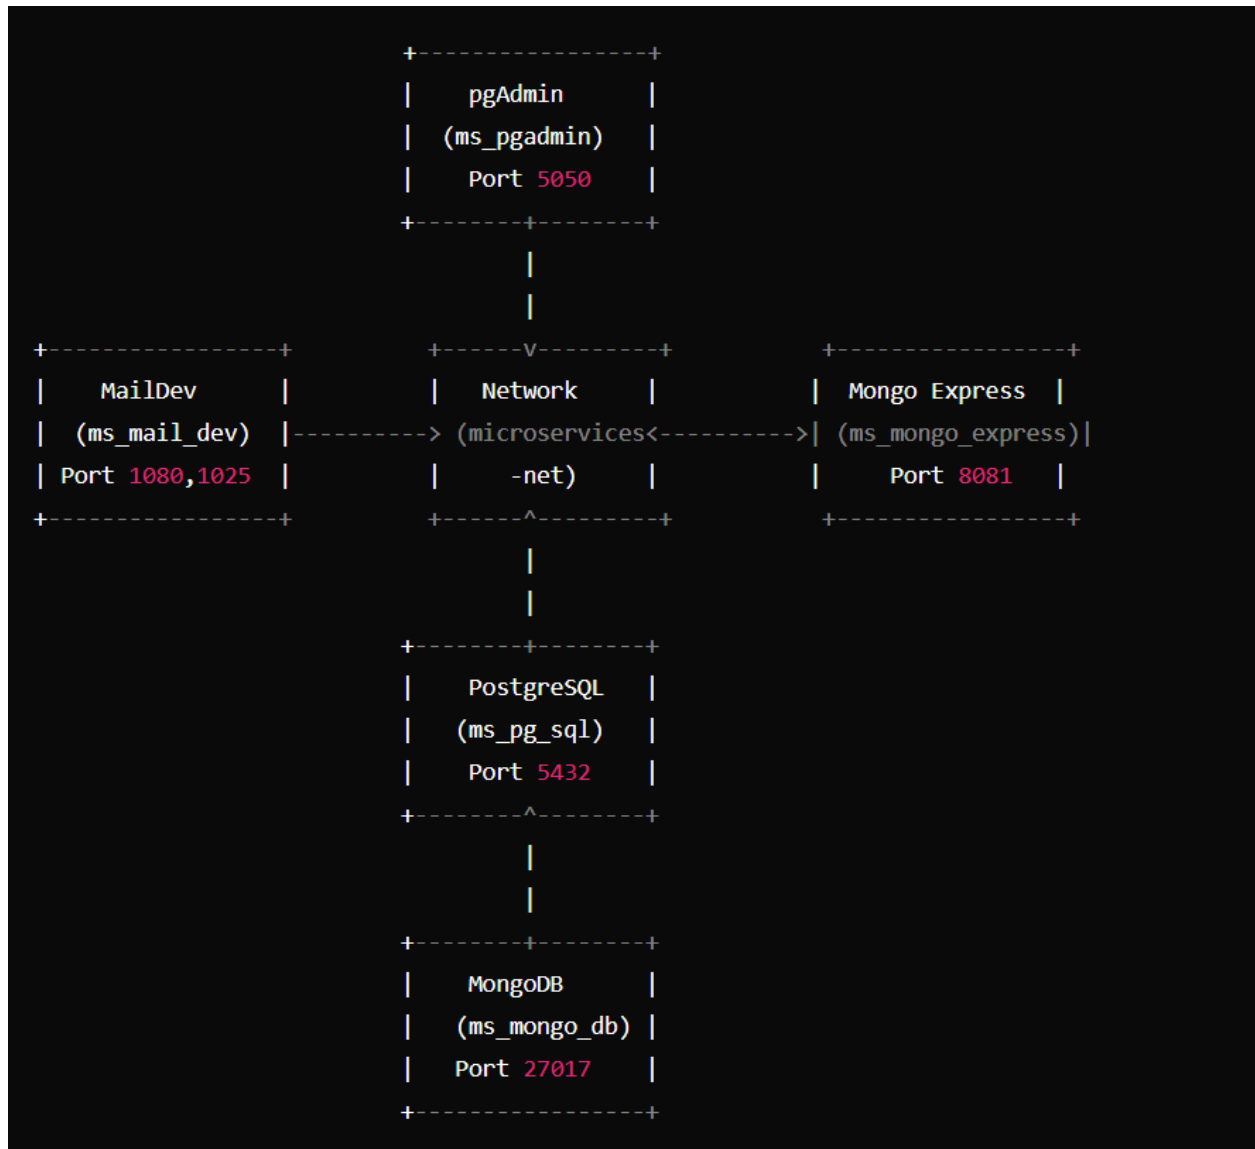 +-----------------+
|    pgAdmin      |
|  (ms_pgadmin)   |
|    Port 5050    |
+--------+--------+
|
|
+-----------------+          +------v---------+           +-----------------+
|    MailDev      |          |   Network     |           |  Mongo Express  |
|  (ms_mail_dev)  |----------> (microservices<---------->| (ms_mongo_express)|
| Port 1080,1025  |          |     -net)     |           |     Port 8081   |
+-----------------+          +------^---------+           +-----------------+
|
|
+--------+--------+
|    PostgreSQL   |
|   (ms_pg_sql)   |
|    Port 5432    |
+--------^--------+
|
|
+--------+--------+
|    MongoDB      |
|   (ms_mongo_db) |
|   Port 27017    |
+-----------------+